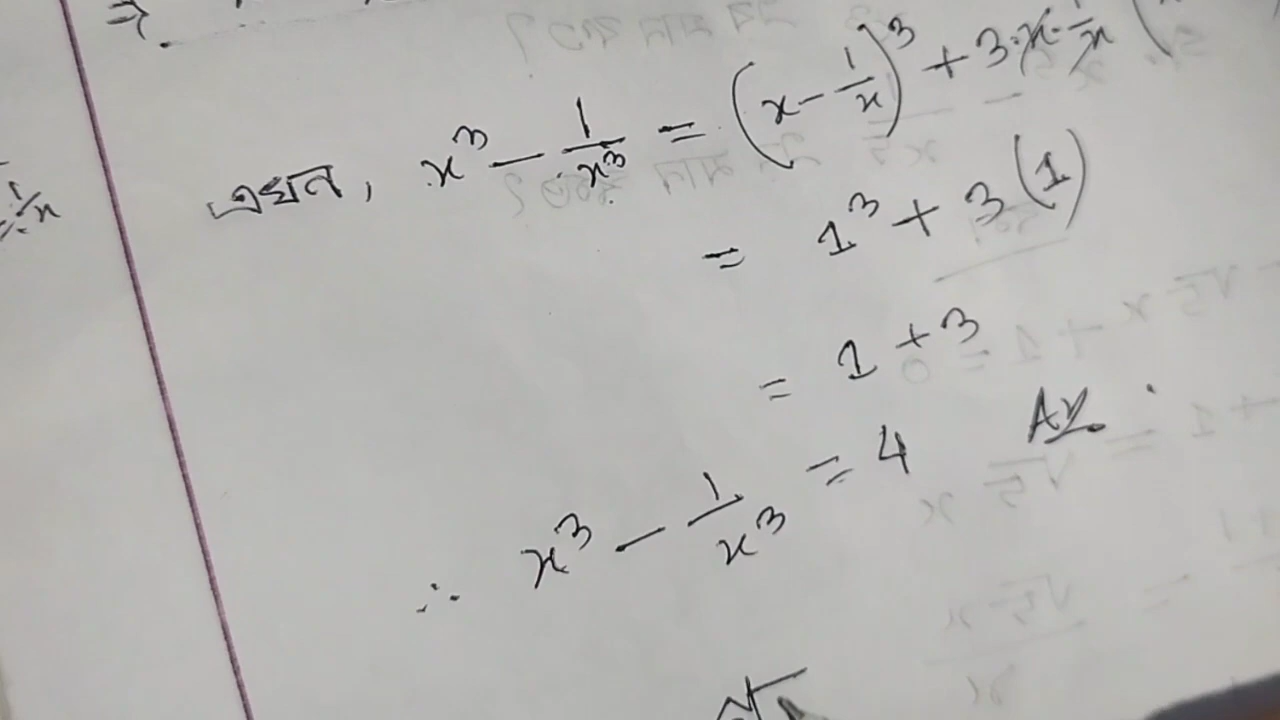 ⇒
এখন, x³ - 1/x³ = (x - 1/x)³ + 3·x·1/x (
= 1/x
= 1³ + 3(1)
= 1 + 3
∴ x³ - 1/x³ = 4 Ans.